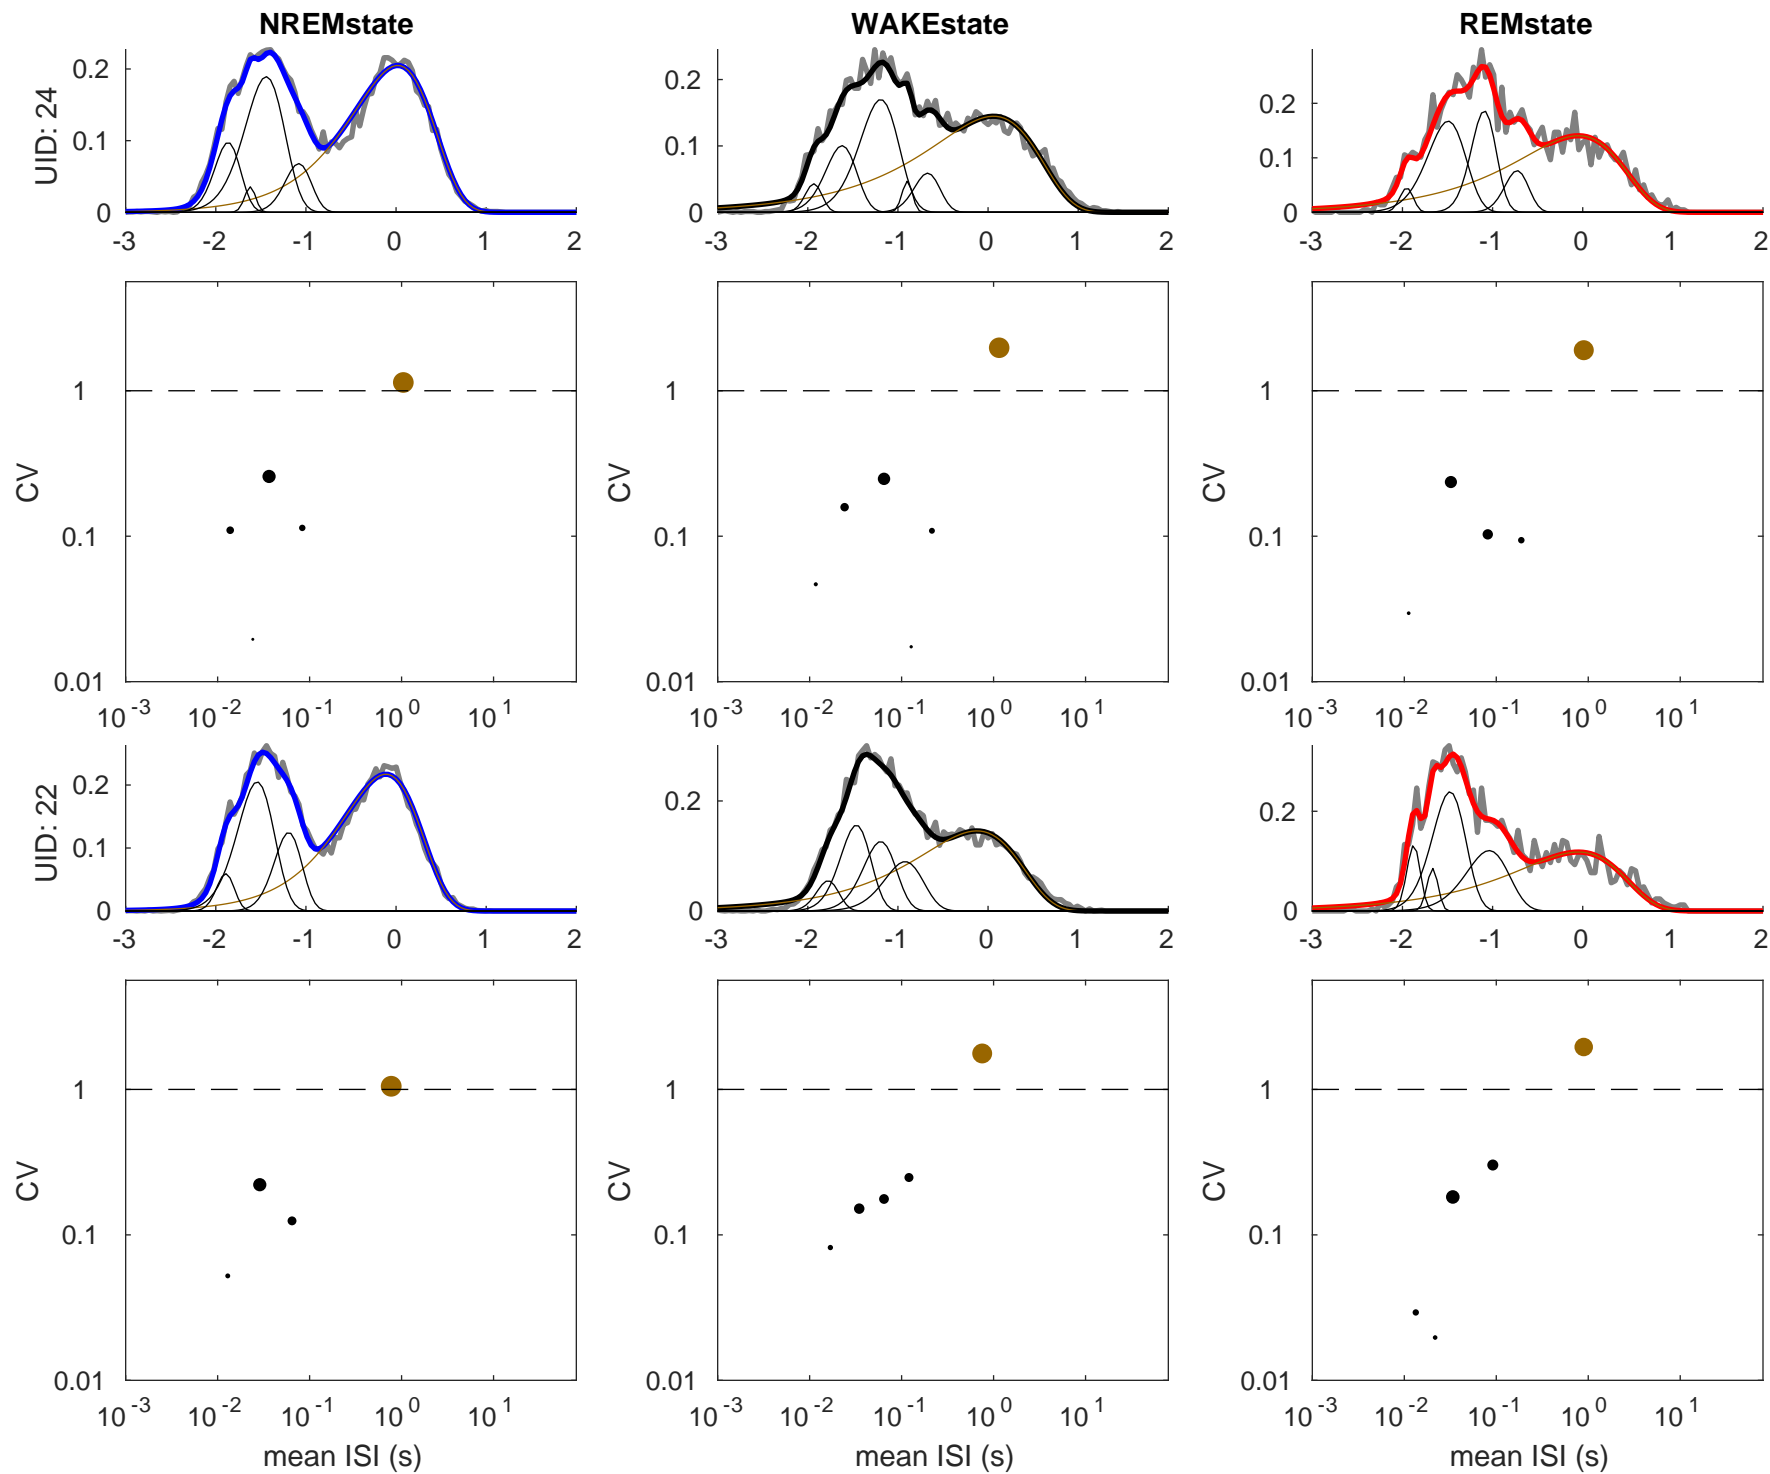 NREMstate WAKEstate REMstate
UID: 24
0.2 0.2 0.2
0.1 0.1 0.1
0 0 0
-3 -2 -1 0 1 2 -3 -2 -1 0 1 2 -3 -2 -1 0 1 2
CV CV CV
1 1 1
0.1 0.1 0.1
0.01 0.01 0.01
10^-3 10^-2 10^-1 10^0 10^1 10^-3 10^-2 10^-1 10^0 10^1 10^-3 10^-2 10^-1 10^0 10^1
UID: 22
0.2 0.2 0.2
0.1
0 0 0
-3 -2 -1 0 1 2 -3 -2 -1 0 1 2 -3 -2 -1 0 1 2
CV CV CV
1 1 1
0.1 0.1 0.1
0.01 0.01 0.01
10^-3 10^-2 10^-1 10^0 10^1 10^-3 10^-2 10^-1 10^0 10^1 10^-3 10^-2 10^-1 10^0 10^1
mean ISI (s) mean ISI (s) mean ISI (s)